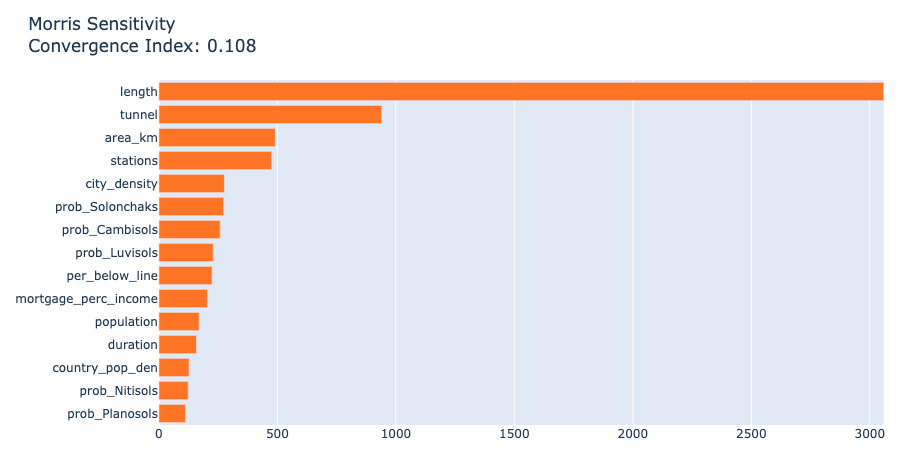 Morris Sensitivity
Convergence Index: 0.108
length
tunnel
area_km
stations
city_density
prob_Solonchaks
prob_Cambisols
prob_Luvisols
per_below_line
mortgage_perc_income
population
duration
country_pop_den
prob_Nitisols
prob_Planosols
0 500 1000 1500 2000 2500 3000